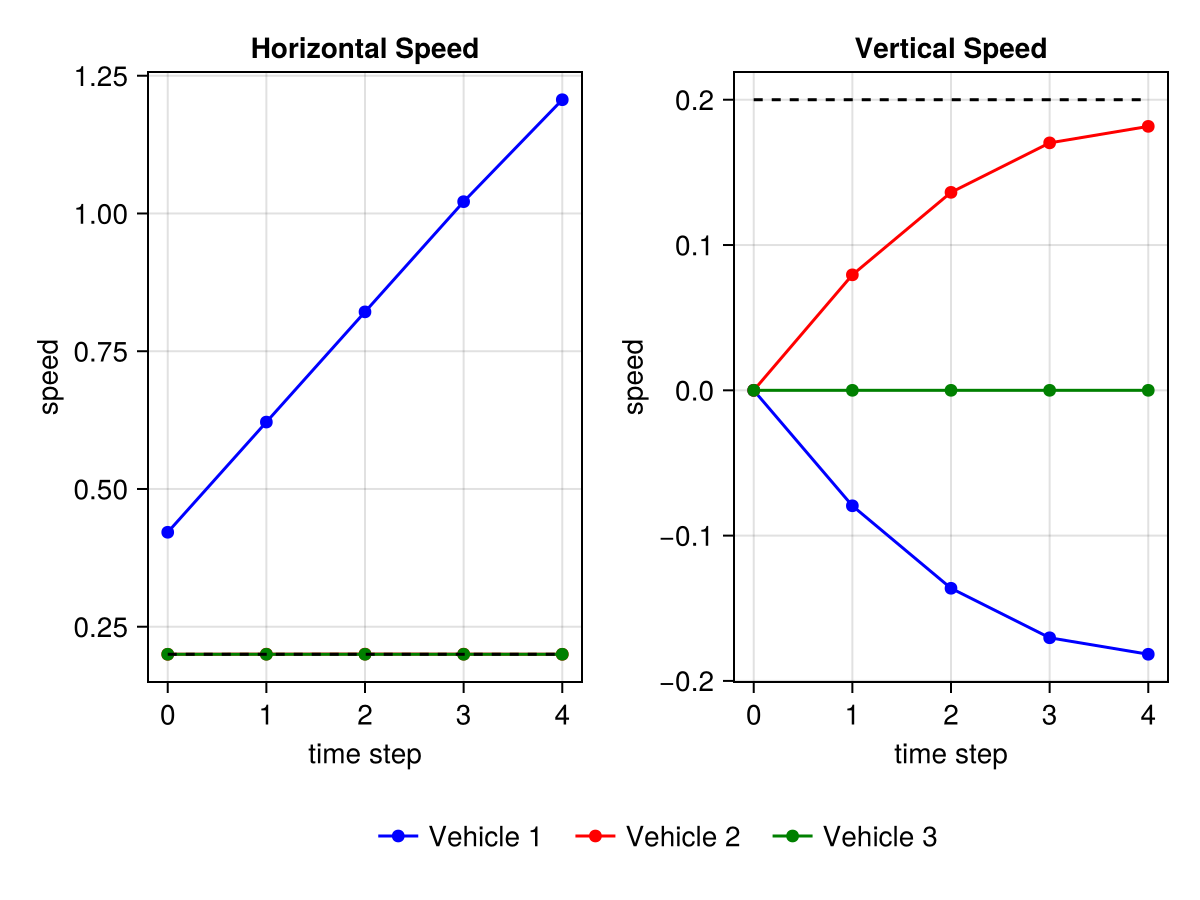 Horizontal Speed
1.25
1.00
0.75
0.50
0.25
speed
0 1 2 3 4
time step
Vertical Speed
0.2
0.1
0.0
−0.1
−0.2
speed
0 1 2 3 4
time step
Vehicle 1 Vehicle 2 Vehicle 3